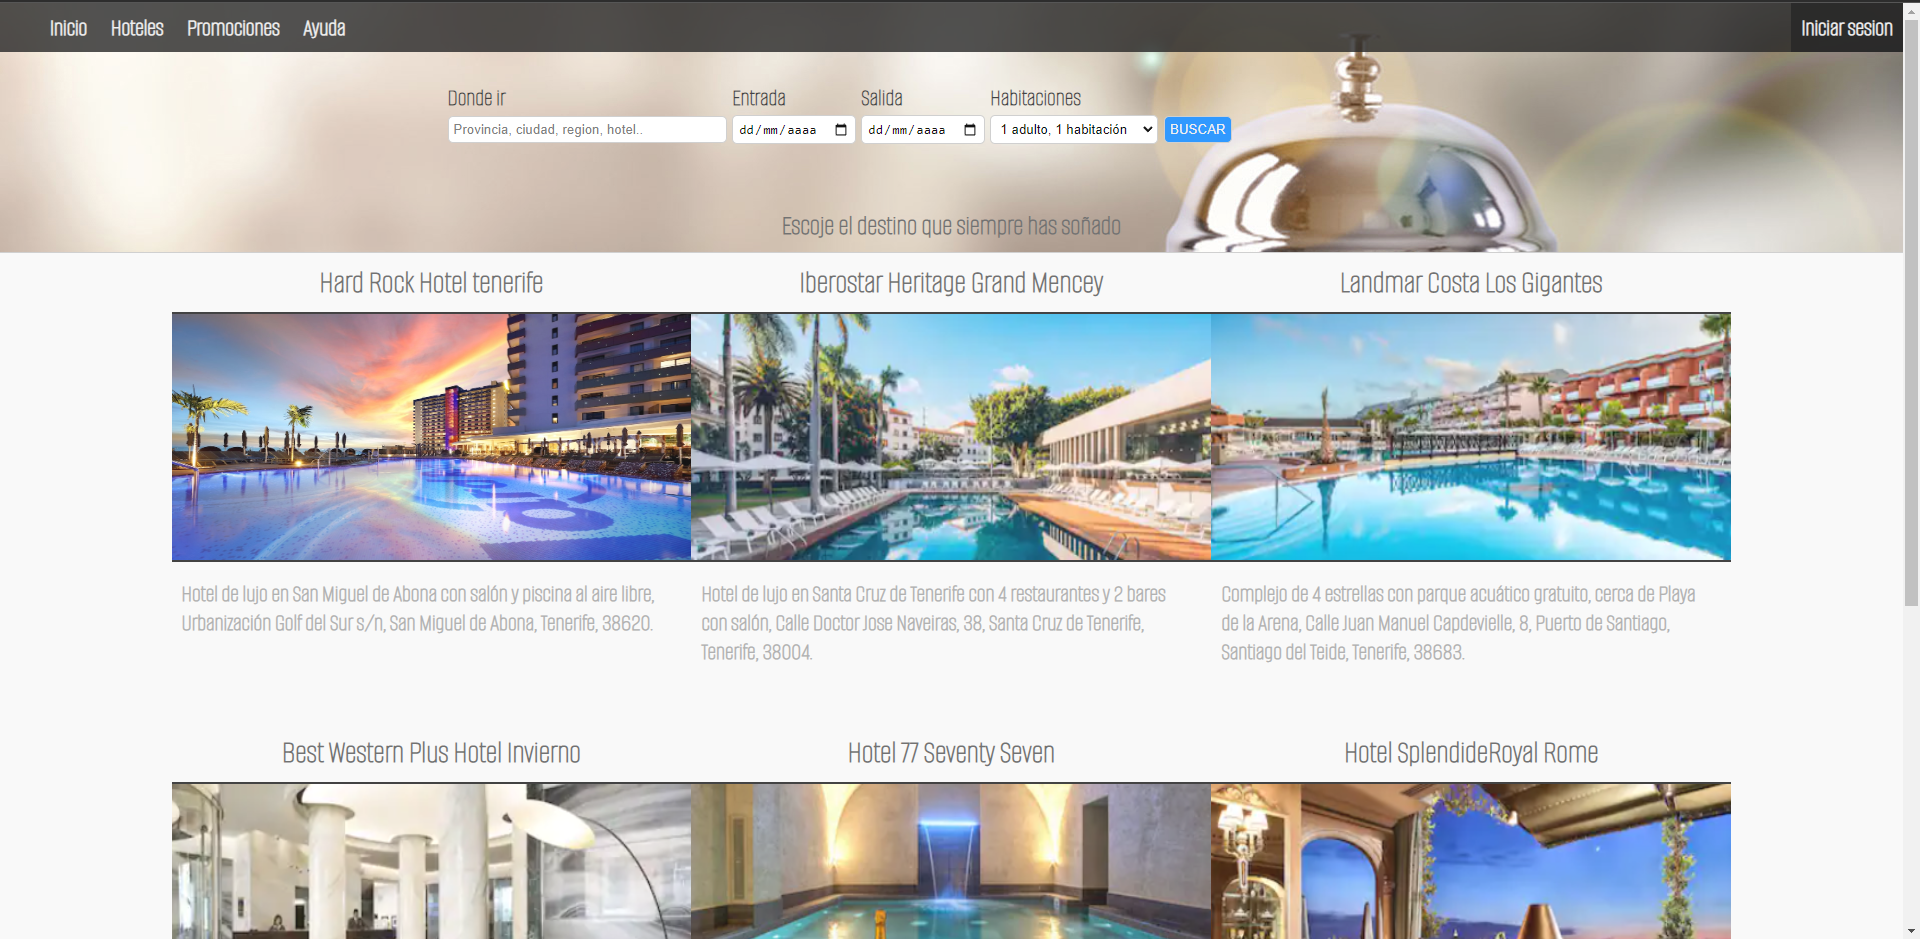 Inicio Hoteles Promociones Ayuda Iniciar sesion
Donde ir Entrada Salida Habitaciones
Provincia, ciudad, region, hotel.. dd/mm/aaaa dd/mm/aaaa 1 adulto, 1 habitación BUSCAR
Escoje el destino que siempre has soñado
Hard Rock Hotel tenerife
Iberostar Heritage Grand Mencey
Landmar Costa Los Gigantes
Hotel de lujo en San Miguel de Abona con salón y piscina al aire libre,
Urbanización Golf del Sur s/n, San Miguel de Abona, Tenerife, 38620.
Hotel de lujo en Santa Cruz de Tenerife con 4 restaurantes y 2 bares
con salón, Calle Doctor Jose Naveiras, 38, Santa Cruz de Tenerife,
Tenerife, 38004.
Complejo de 4 estrellas con parque acuático gratuito, cerca de Playa
de la Arena, Calle Juan Manuel Capdevielle, 8, Puerto de Santiago,
Santiago del Teide, Tenerife, 38683.
Best Western Plus Hotel Invierno
Hotel 77 Seventy Seven
Hotel SplendideRoyal Rome